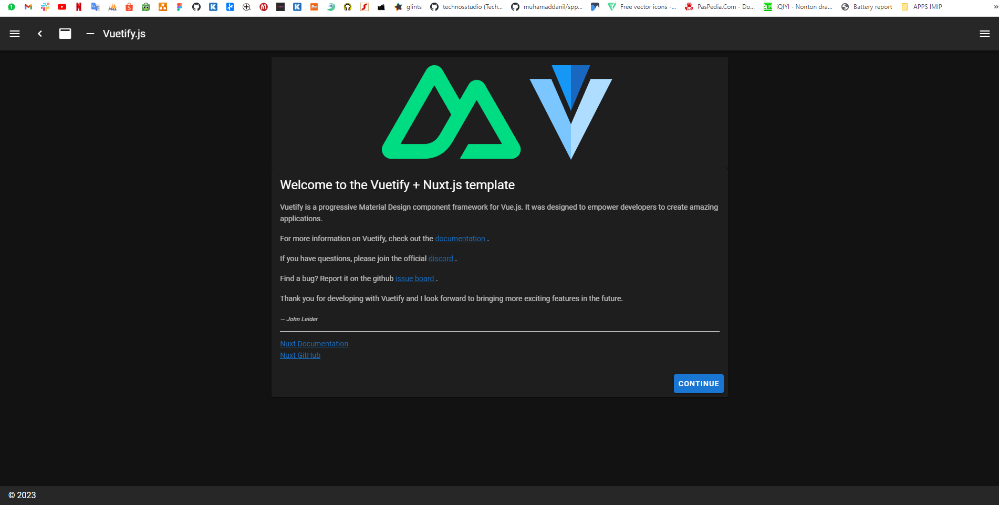 glints technosstudio (Tech... muhamaddanil/spp... Free vector icons -... PasPedia.Com - Do... iQIYI - Nonton dra... Battery report APPS IMIP »
Vuetify.js
Welcome to the Vuetify + Nuxt.js template
Vuetify is a progressive Material Design component framework for Vue.js. It was designed to empower developers to create amazing
applications.
For more information on Vuetify, check out the documentation .
If you have questions, please join the official discord .
Find a bug? Report it on the github issue board .
Thank you for developing with Vuetify and I look forward to bringing more exciting features in the future.
— John Leider
Nuxt Documentation
Nuxt GitHub
CONTINUE
© 2023